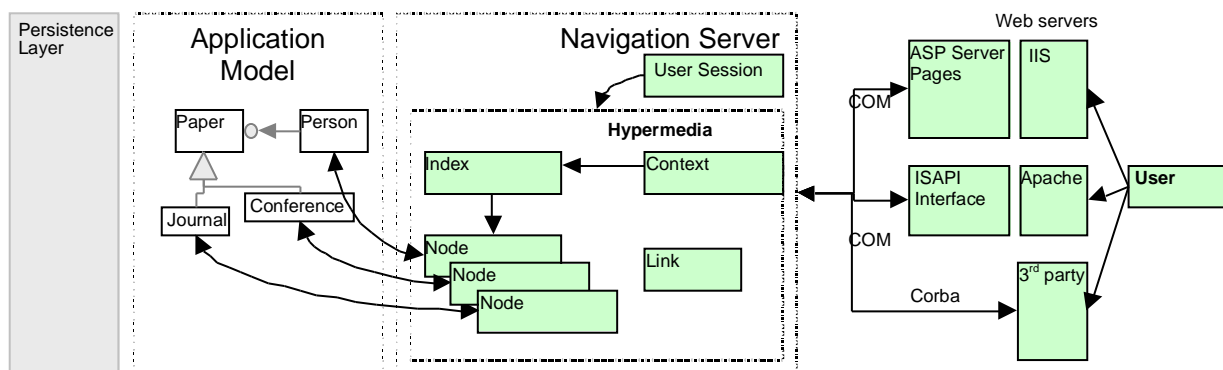 Persistence
Layer
Application
Model
Paper
Person
Journal
Conference
Navigation Server
User Session
Hypermedia
Index
Context
Node
Node
Node
Link
Web servers
ASP Server
Pages
IIS
COM
ISAPI
Interface
Apache
User
COM
3rd party
Corba